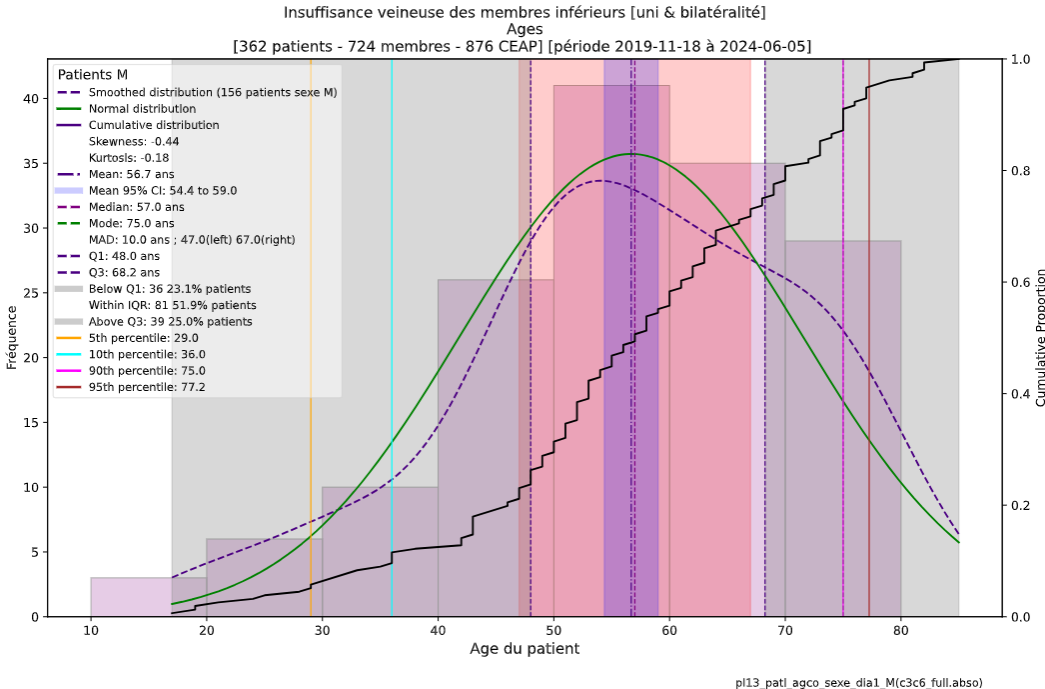 Insuffisance veineuse des membres inférieurs [uni & bilatéralité]
Ages
[362 patients - 724 membres - 876 CEAP] [période 2019-11-18 à 2024-06-05]
Patients M
Smoothed distribution (156 patients sexe M)
Normal distribution
Cumulative distribution
Skewness: -0.44
Kurtosis: -0.18
Mean: 56.7 ans
Mean 95% CI: 54.4 to 59.0
Median: 57.0 ans
Mode: 75.0 ans
MAD: 10.0 ans ; 47.0(left) 67.0(right)
Q1: 48.0 ans
Q3: 68.2 ans
Below Q1: 36 23.1% patients
Within IQR: 81 51.9% patients
Above Q3: 39 25.0% patients
5th percentile: 29.0
10th percentile: 36.0
90th percentile: 75.0
95th percentile: 77.2
Fréquence
40
35
30
25
20
15
10
5
0
10 20 30 40 50 60 70 80
Age du patient
1.0
0.8
0.6
0.4
0.2
0.0
Cumulative Proportion
pl13_patl_agco_sexe_dia1_M(c3c6_full.abso)